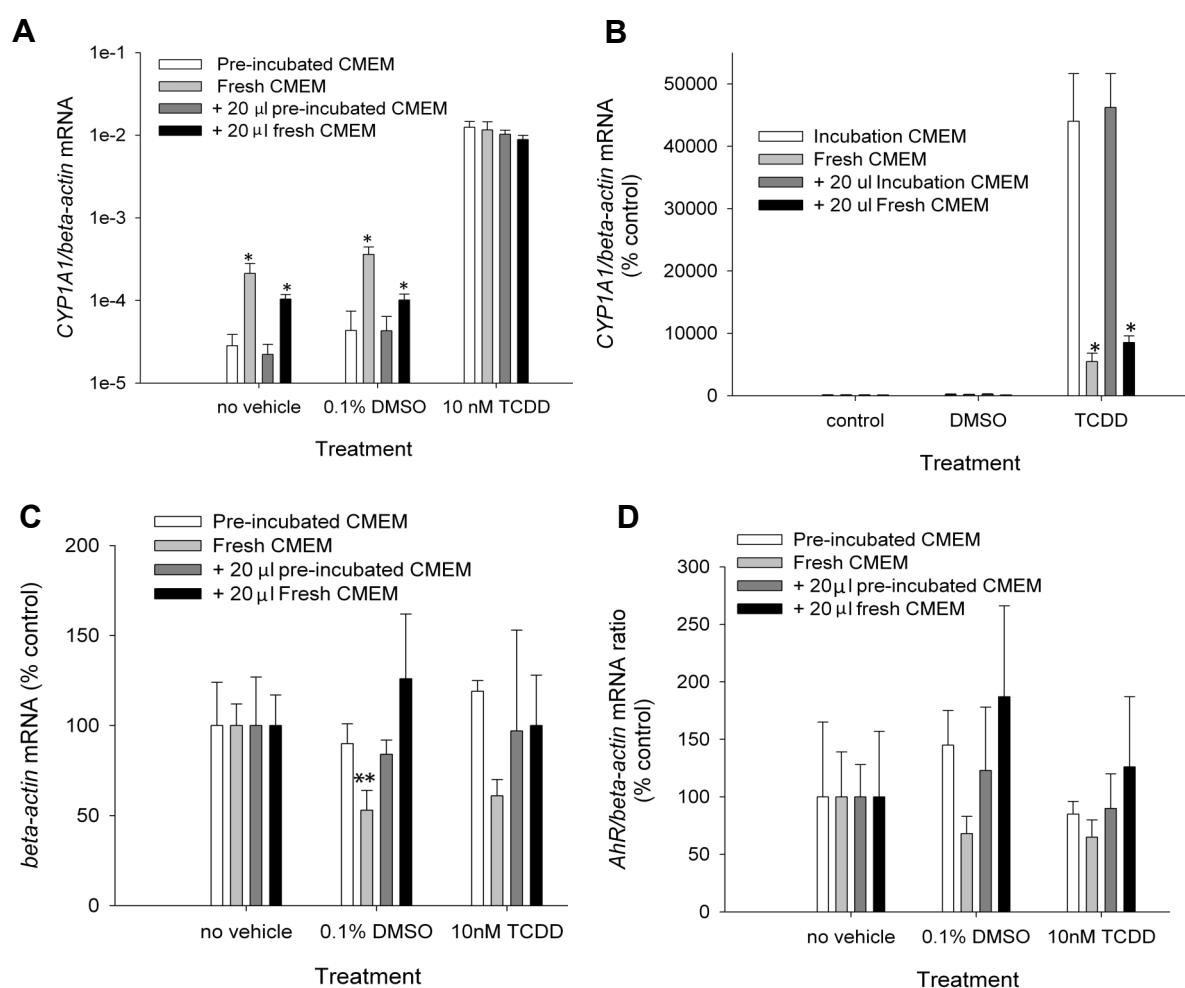 A
CYP1A1/beta-actin mRNA
1e-1
1e-2
1e-3
1e-4
1e-5
Pre-incubated CMEM
Fresh CMEM
+ 20 µl pre-incubated CMEM
+ 20 µl fresh CMEM
*
*
*
*
no vehicle
0.1% DMSO
10 nM TCDD
Treatment
B
CYP1A1/beta-actin mRNA
(% control)
50000
40000
30000
20000
10000
0
Incubation CMEM
Fresh CMEM
+ 20 ul Incubation CMEM
+ 20 ul Fresh CMEM
*
*
control
DMSO
TCDD
Treatment
C
beta-actin mRNA (% control)
200
150
100
50
0
Pre-incubated CMEM
Fresh CMEM
+ 20 µl pre-incubated CMEM
+ 20 µl Fresh CMEM
**
no vehicle
0.1% DMSO
10nM TCDD
Treatment
D
AhR/beta-actin mRNA ratio
(% control)
300
250
200
150
100
50
0
Pre-incubated CMEM
Fresh CMEM
+ 20µl pre-incubated CMEM
+ 20 µl fresh CMEM
no vehicle
0.1% DMSO
10nM TCDD
Treatment